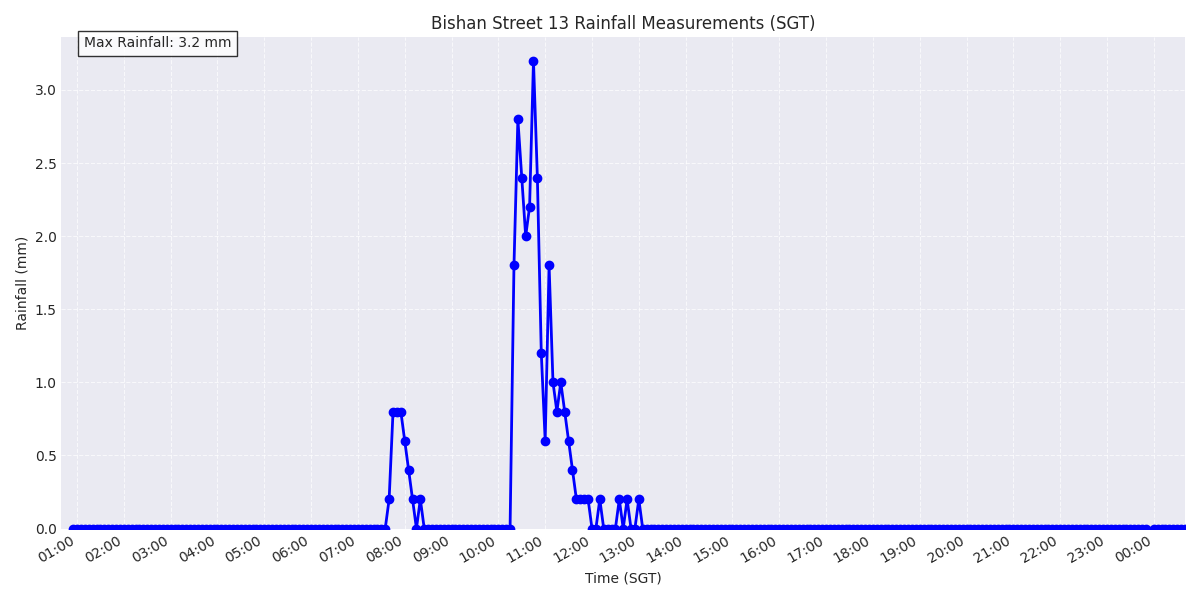 Bishan Street 13 Rainfall Measurements (SGT)
Max Rainfall: 3.2 mm
Rainfall (mm)
3.0
2.5
2.0
1.5
1.0
0.5
0.0
01:00 02:00 03:00 04:00 05:00 06:00 07:00 08:00 09:00 10:00 11:00 12:00 13:00 14:00 15:00 16:00 17:00 18:00 19:00 20:00 21:00 22:00 23:00 00:00
Time (SGT)